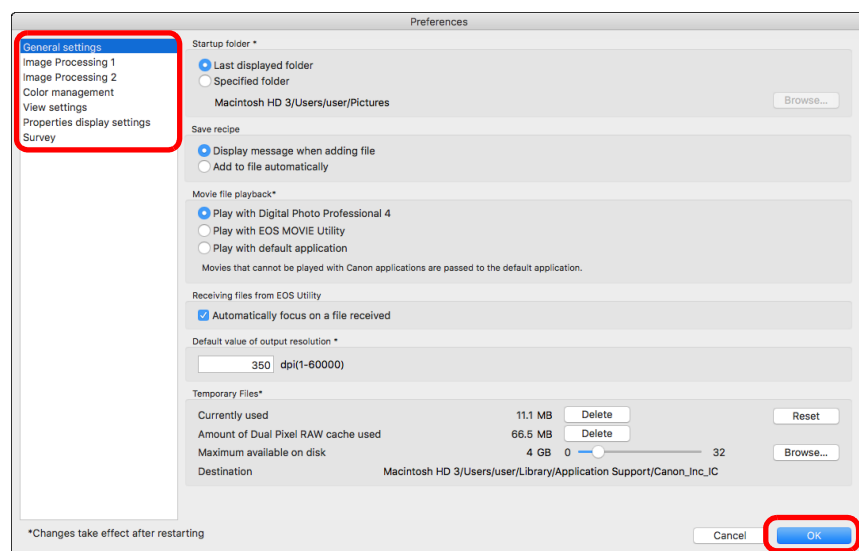 Preferences
General settings
Image Processing 1
Image Processing 2
Color management
View settings
Properties display settings
Survey
Startup folder *
Last displayed folder
Specified folder
Macintosh HD 3/Users/user/Pictures
Browse...
Save recipe
Display message when adding file
Add to file automatically
Movie file playback*
Play with Digital Photo Professional 4
Play with EOS MOVIE Utility
Play with default application
Movies that cannot be played with Canon applications are passed to the default application.
Receiving files from EOS Utility
Automatically focus on a file received
Default value of output resolution *
350 dpi(1-60000)
Temporary Files*
Currently used 11.1 MB Delete Reset
Amount of Dual Pixel RAW cache used 66.5 MB Delete
Maximum available on disk 4 GB 0 32 Browse...
Destination Macintosh HD 3/Users/user/Library/Application Support/Canon_Inc_IC
*Changes take effect after restarting
Cancel OK